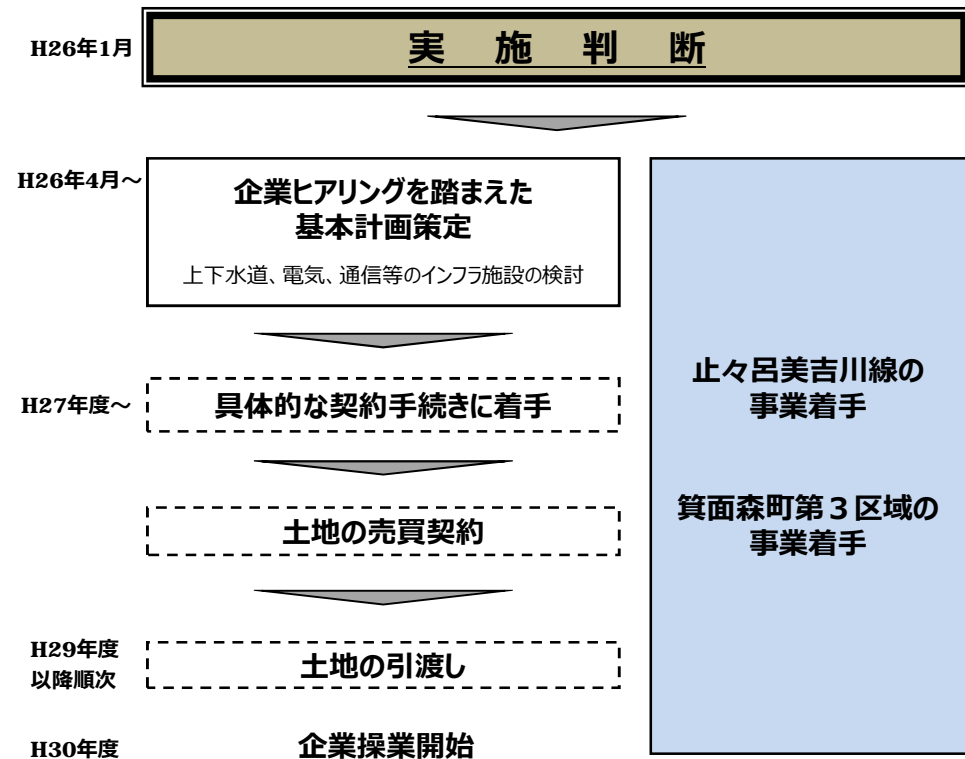 H26年1月
実 施 判 断
H26年4月～
企業ヒアリングを踏まえた
基本計画策定
上下水道、電気、通信等のインフラ施設の検討
H27年度～
具体的な契約手続きに着手
土地の売買契約
H29年度
以降順次
土地の引渡し
H30年度
企業操業開始
止々呂美吉川線の
事業着手
箕面森町第３区域の
事業着手